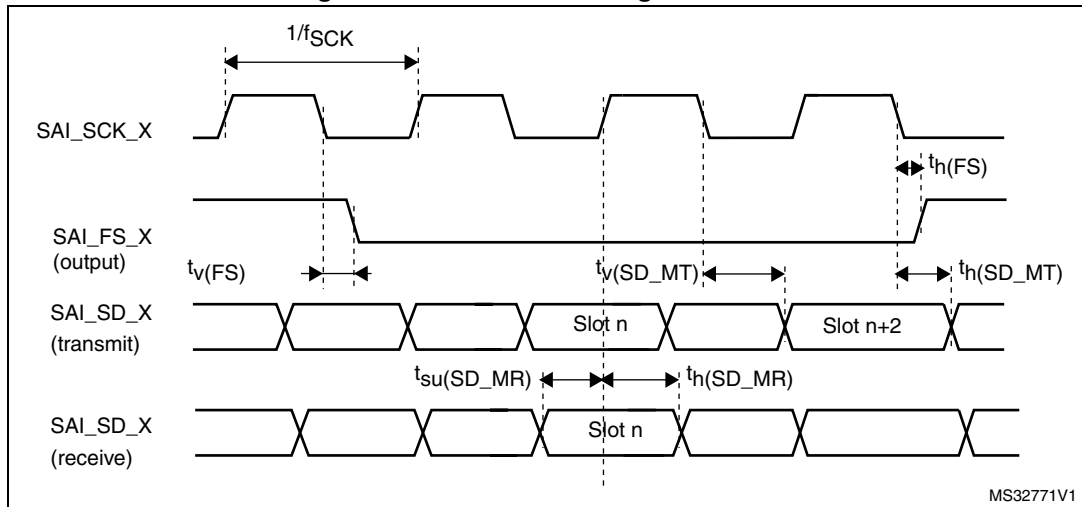 1/fSCK
SAI_SCK_X
th(FS)
SAI_FS_X
(output)
tv(FS)
tv(SD_MT)
th(SD_MT)
SAI_SD_X
(transmit)
Slot n
Slot n+2
tsu(SD_MR)
th(SD_MR)
SAI_SD_X
(receive)
Slot n
MS32771V1